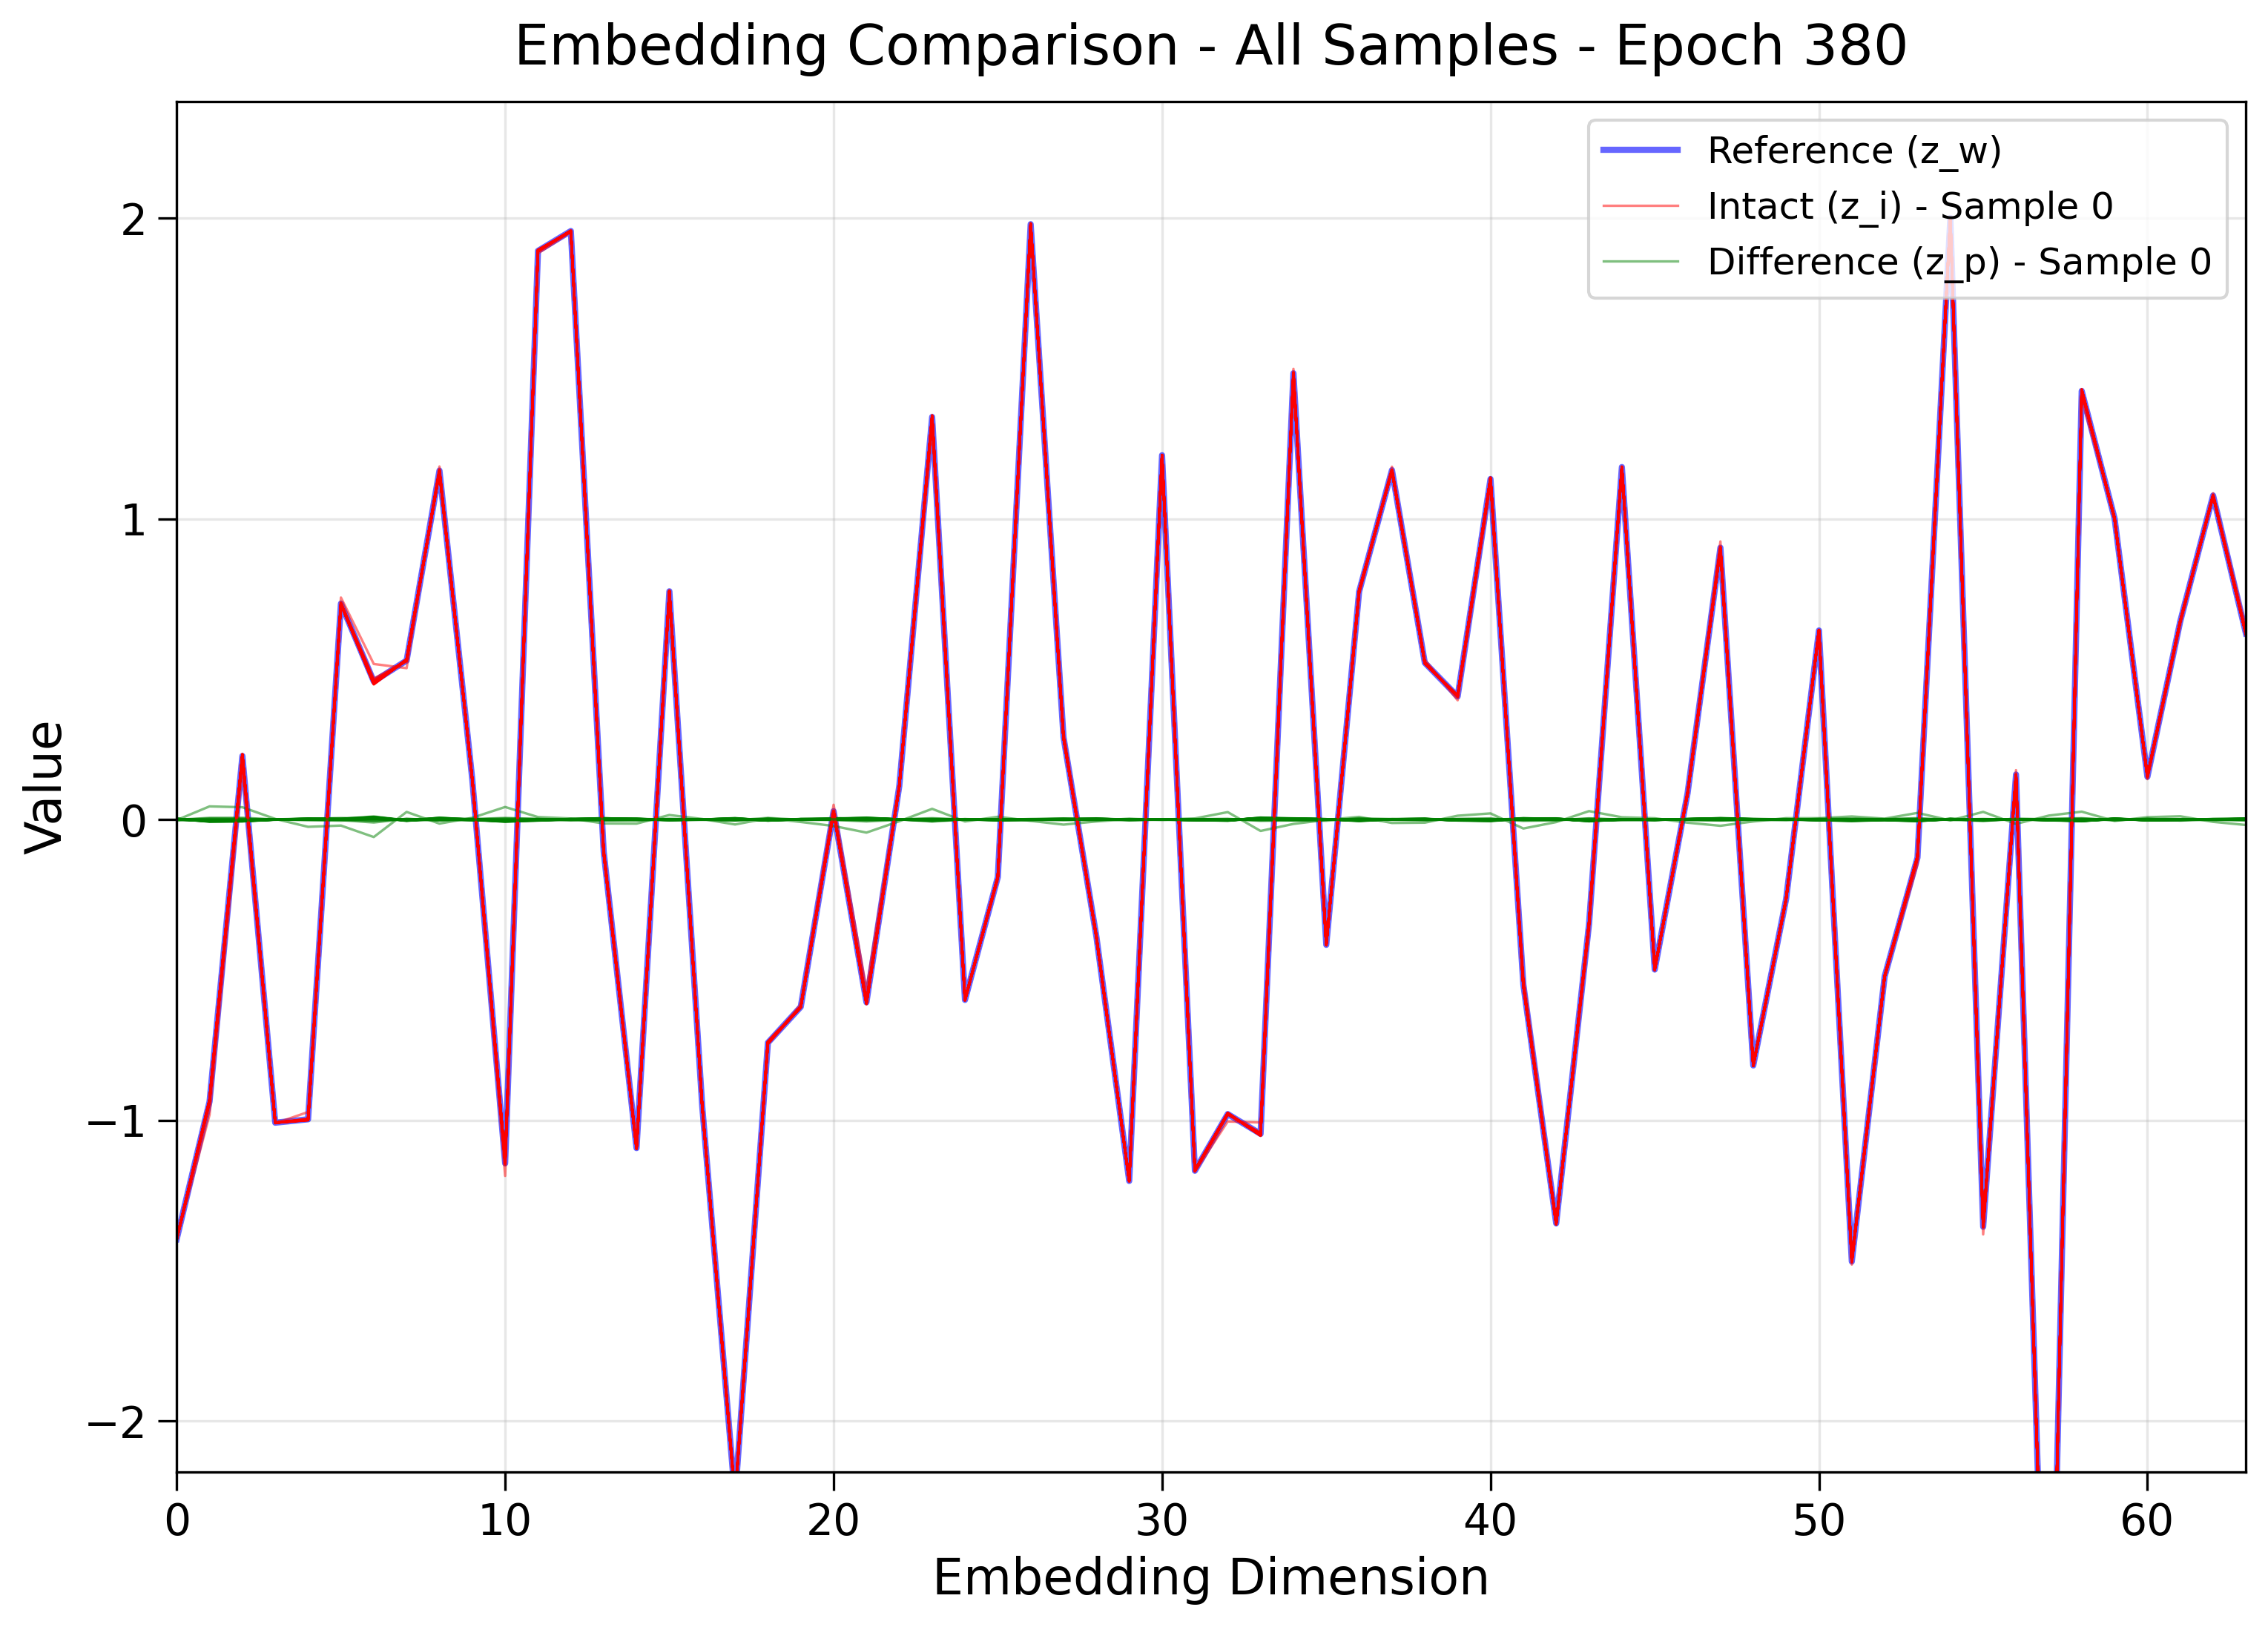 Embedding Comparison - All Samples - Epoch 380
Reference (z_w)
Intact (z_i) - Sample 0
Difference (z_p) - Sample 0
2
1
0
−1
−2
Value
0 10 20 30 40 50 60
Embedding Dimension